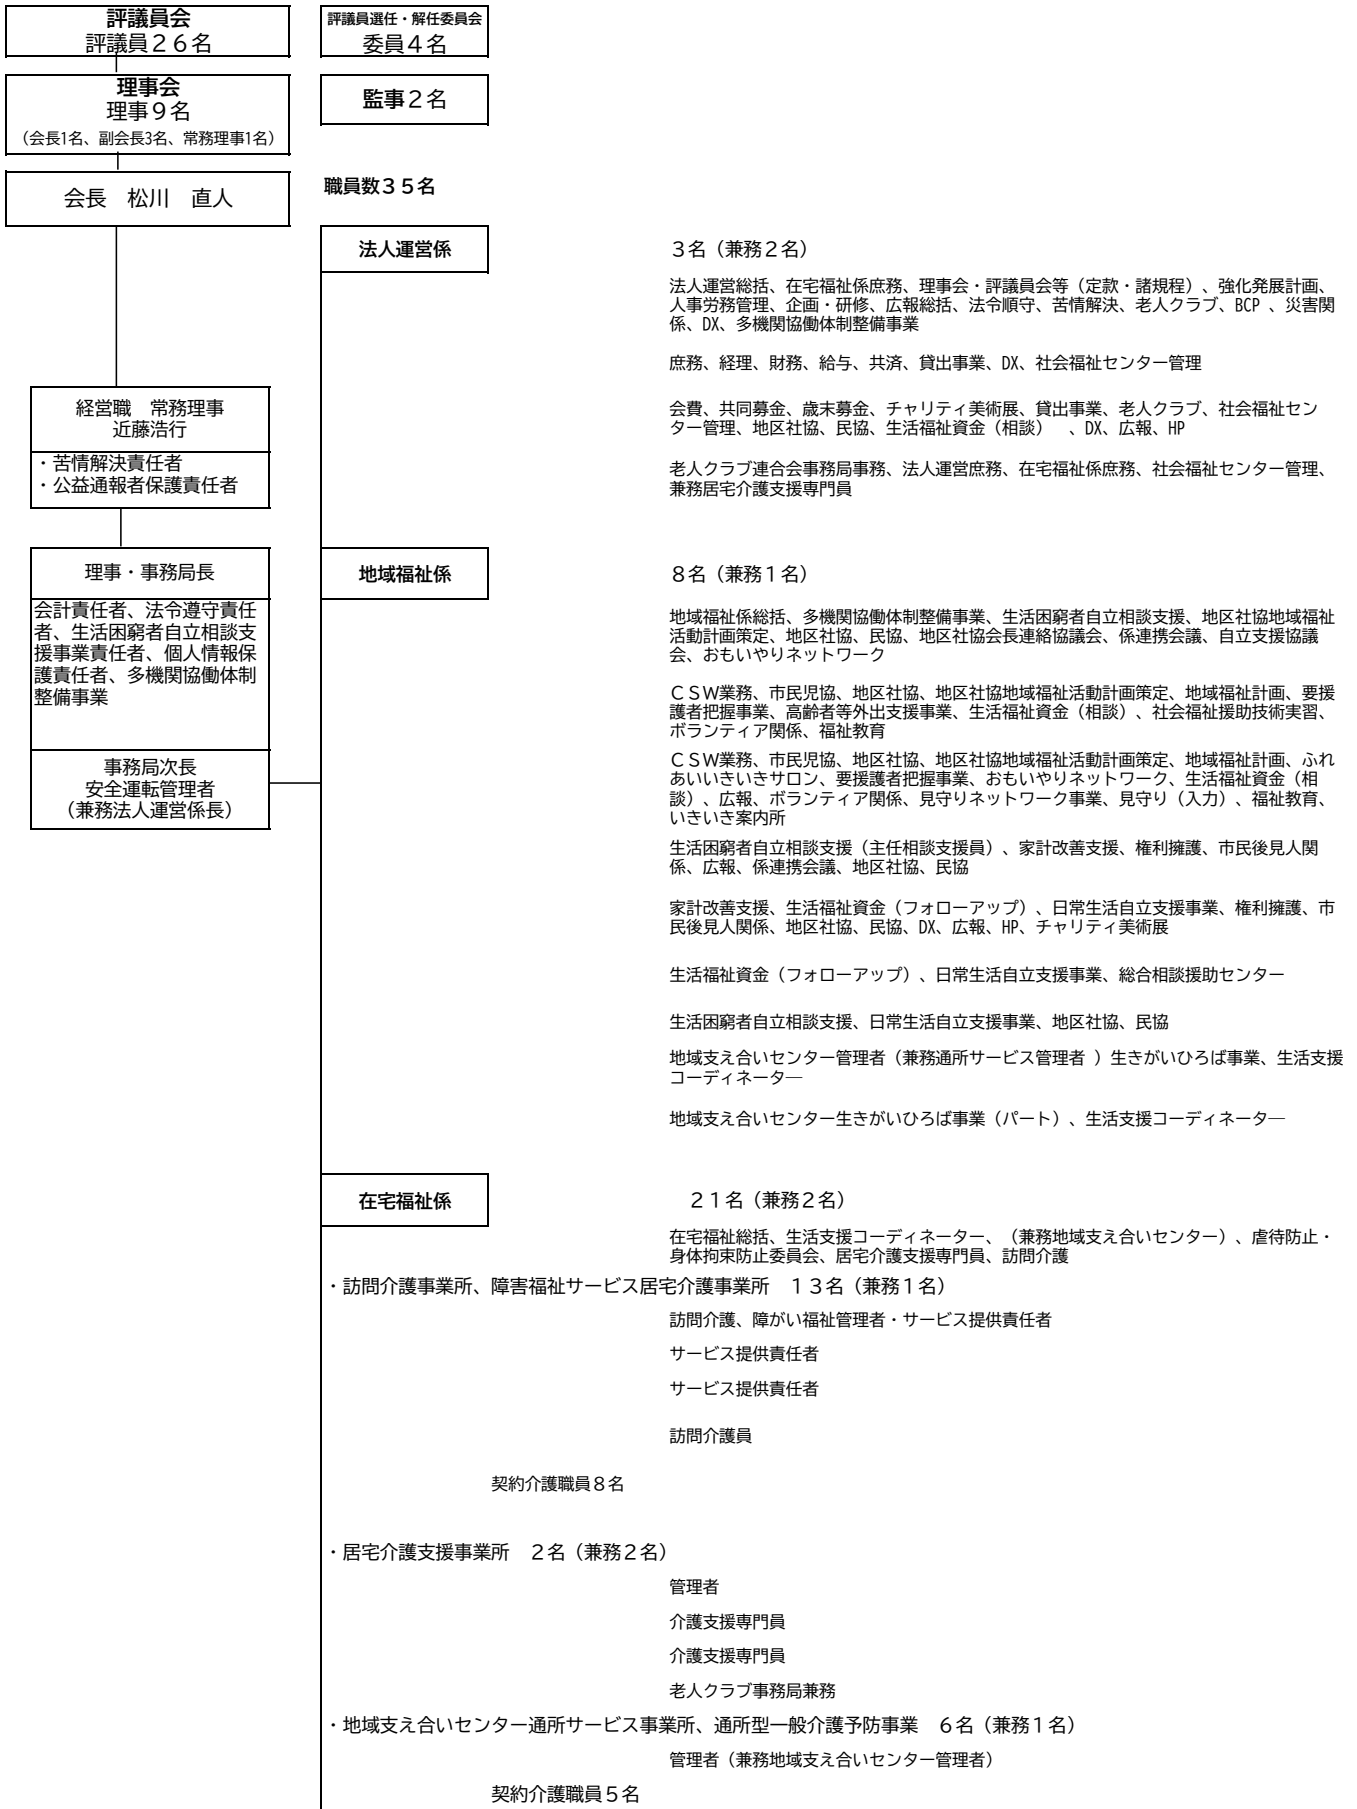 評議員会
評議員２６名
評議員選任・解任委員会
委員４名
理事会
理事９名
（会長1名、副会長3名、常務理事1名）
監事２名
会長　松川　直人
職員数３５名
法人運営係
３名（兼務２名）
法人運営総括、在宅福祉係庶務、理事会・評議員会等（定款・諸規程）、強化発展計画、
人事労務管理、企画・研修、広報総括、法令順守、苦情解決、老人クラブ、BCP 、災害関
係、DX、多機関協働体制整備事業
庶務、経理、財務、給与、共済、貸出事業、DX、社会福祉センター管理
経営職　常務理事
近藤浩行
・苦情解決責任者
・公益通報者保護責任者
会費、共同募金、歳末募金、チャリティ美術展、貸出事業、老人クラブ、社会福祉セン
ター管理、地区社協、民協、生活福祉資金（相談）　、DX、広報、HP
老人クラブ連合会事務局事務、法人運営庶務、在宅福祉係庶務、社会福祉センター管理、
兼務居宅介護支援専門員
理事・事務局長
会計責任者、法令遵守責任
者、生活困窮者自立相談支
援事業責任者、個人情報保
護責任者、多機関協働体制
整備事業
事務局次長
安全運転管理者
（兼務法人運営係長）
地域福祉係
８名（兼務１名）
地域福祉係総括、多機関協働体制整備事業、生活困窮者自立相談支援、地区社協地域福祉
活動計画策定、地区社協、民協、地区社協会長連絡協議会、係連携会議、自立支援協議
会、おもいやりネットワーク
ＣＳＷ業務、市民児協、地区社協、地区社協地域福祉活動計画策定、地域福祉計画、要援
護者把握事業、高齢者等外出支援事業、生活福祉資金（相談）、社会福祉援助技術実習、
ボランティア関係、福祉教育
ＣＳＷ業務、市民児協、地区社協、地区社協地域福祉活動計画策定、地域福祉計画、ふれ
あいいきいきサロン、要援護者把握事業、おもいやりネットワーク、生活福祉資金（相
談）、広報、ボランティア関係、見守りネットワーク事業、見守り（入力）、福祉教育、
いきいき案内所
生活困窮者自立相談支援（主任相談支援員）、家計改善支援、権利擁護、市民後見人関
係、広報、係連携会議、地区社協、民協
家計改善支援、生活福祉資金（フォローアップ）、日常生活自立支援事業、権利擁護、市
民後見人関係、地区社協、民協、DX、広報、HP、チャリティ美術展
生活福祉資金（フォローアップ）、日常生活自立支援事業、総合相談援助センター
生活困窮者自立相談支援、日常生活自立支援事業、地区社協、民協
地域支え合いセンター管理者（兼務通所サービス管理者 ）生きがいひろば事業、生活支援
コーディネーター
地域支え合いセンター生きがいひろば事業（パート）、生活支援コーディネーター
在宅福祉係
２１名（兼務２名）
在宅福祉総括、生活支援コーディネーター、（兼務地域支え合いセンター）、虐待防止・
身体拘束防止委員会、居宅介護支援専門員、訪問介護
・訪問介護事業所、障害福祉サービス居宅介護事業所　１３名（兼務１名）
訪問介護、障がい福祉管理者・サービス提供責任者
サービス提供責任者
サービス提供責任者
訪問介護員
契約介護職員８名
・居宅介護支援事業所　２名（兼務２名）
管理者
介護支援専門員
介護支援専門員
老人クラブ事務局兼務
・地域支え合いセンター通所サービス事業所、通所型一般介護予防事業　６名（兼務１名）
管理者（兼務地域支え合いセンター管理者）
契約介護職員５名